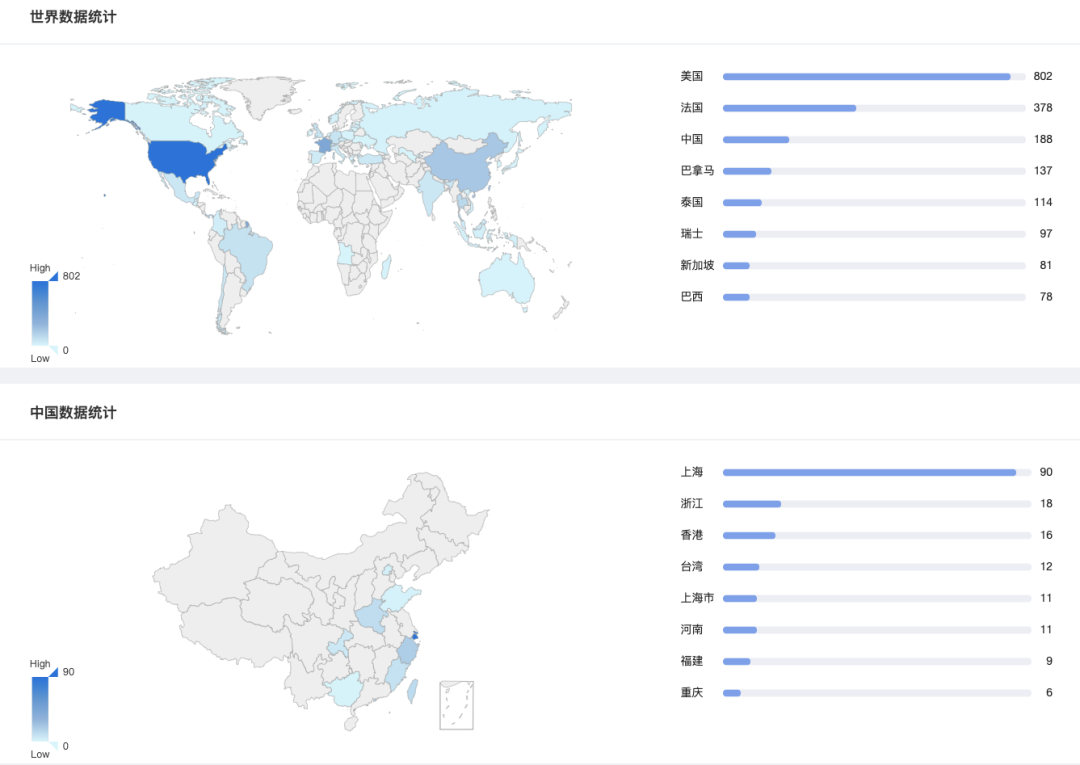 世界数据统计
美国 802
法国 378
中国 188
巴拿马 137
泰国 114
瑞士 97
新加坡 81
巴西 78
High
802
0
Low
中国数据统计
上海 90
浙江 18
香港 16
台湾 12
上海市 11
河南 11
福建 9
重庆 6
High
90
0
Low